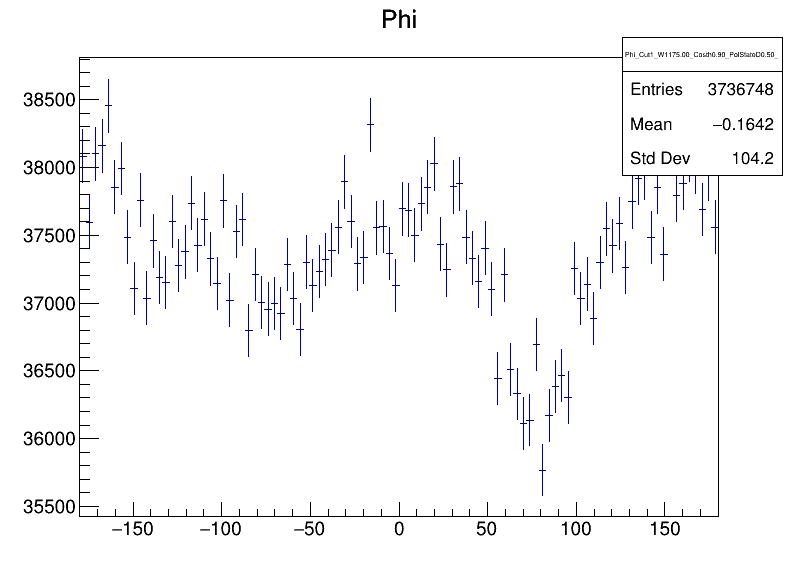 Phi
Phi_Cut1_W1175.00_Costh0.90_PolStateD0.50_
Entries 3736748
Mean −0.1642
Std Dev 104.2
38500
38000
37500
37000
36500
36000
35500
−150 −100 −50 0 50 100 150